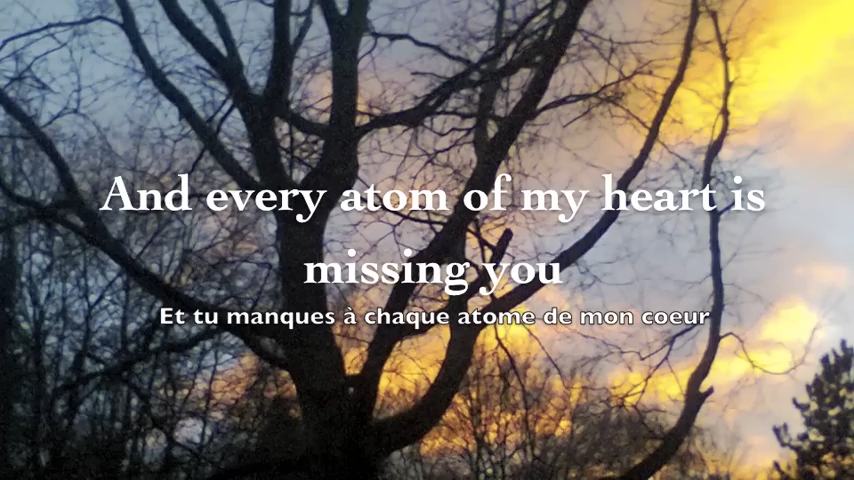 And every atom of my heart is
missing you
Et tu manques à chaque atome de mon coeur